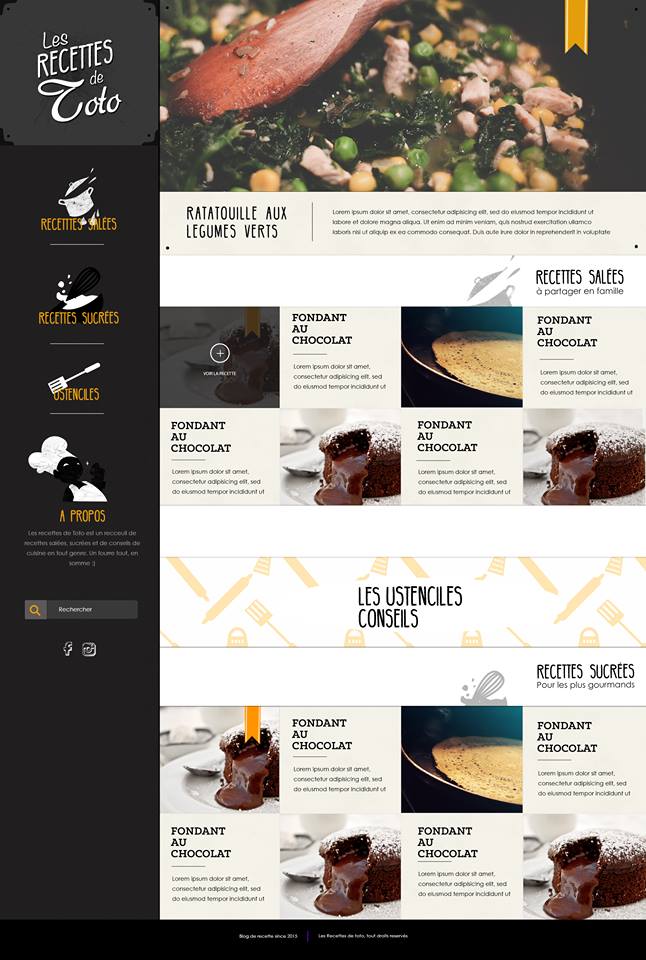 Les
RECETTES
de
Toto
RECETTTES SALÉES
RECETTES SUCRÉES
USTENCILES
A PROPOS
Les recettes de Toto est un recceuil de
recettes salées, sucrées et de conseils de
cuisine en tout genre. Un fourre tout, en
somme :)
Rechercher
RATATOUILLE AUX
LEGUMES VERTS
Lorem ipsum dolor sit amet, consectetur adipisicing elit, sed do eiusmod tempor incididunt ut
labore et dolore magna aliqua. Ut enim ad minim veniam, quis nostrud exercitation ullamco
laboris nisi ut aliquip ex ea commodo consequat. Duis aute irure dolor in reprehenderit in voluptate
RECETTES SALÉES
à partager en famille
VOIR LA RECETTE
FONDANT
AU
CHOCOLAT
Lorem ipsum dolor sit amet,
consectetur adipisicing elit, sed
do eiusmod tempor incididunt ut
FONDANT
AU
CHOCOLAT
Lorem ipsum dolor sit amet,
consectetur adipisicing elit, sed
do eiusmod tempor incididunt ut
FONDANT
AU
CHOCOLAT
Lorem ipsum dolor sit amet,
consectetur adipisicing elit, sed
do eiusmod tempor incididunt ut
FONDANT
AU
CHOCOLAT
Lorem ipsum dolor sit amet,
consectetur adipisicing elit, sed
do eiusmod tempor incididunt ut
LES USTENCILES
CONSEILS
RECETTES SUCRÉES
Pour les plus gourmands
FONDANT
AU
CHOCOLAT
Lorem ipsum dolor sit amet,
consectetur adipisicing elit, sed
do eiusmod tempor incididunt ut
FONDANT
AU
CHOCOLAT
Lorem ipsum dolor sit amet,
consectetur adipisicing elit, sed
do eiusmod tempor incididunt ut
FONDANT
AU
CHOCOLAT
Lorem ipsum dolor sit amet,
consectetur adipisicing elit, sed
do eiusmod tempor incididunt ut
FONDANT
AU
CHOCOLAT
Lorem ipsum dolor sit amet,
consectetur adipisicing elit, sed
do eiusmod tempor incididunt ut
Blog de recette since 2015 | Les Recettes de toto, tout droits reservés